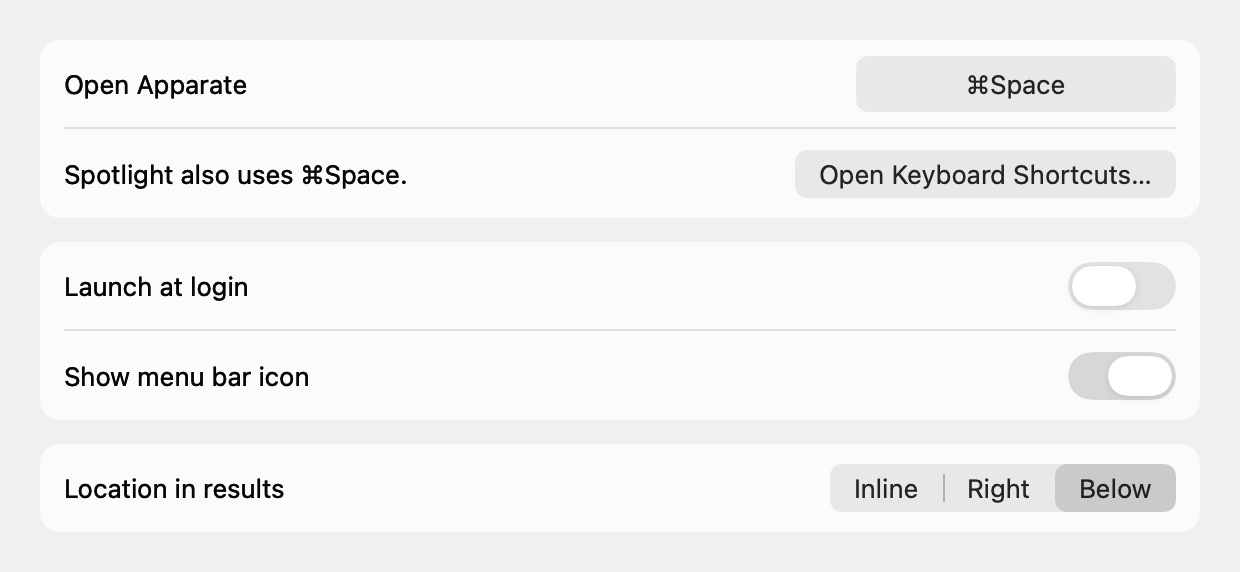 Open Apparate
⌘Space
Spotlight also uses ⌘Space.
Open Keyboard Shortcuts...
Launch at login
Show menu bar icon
Location in results
Inline
Right
Below